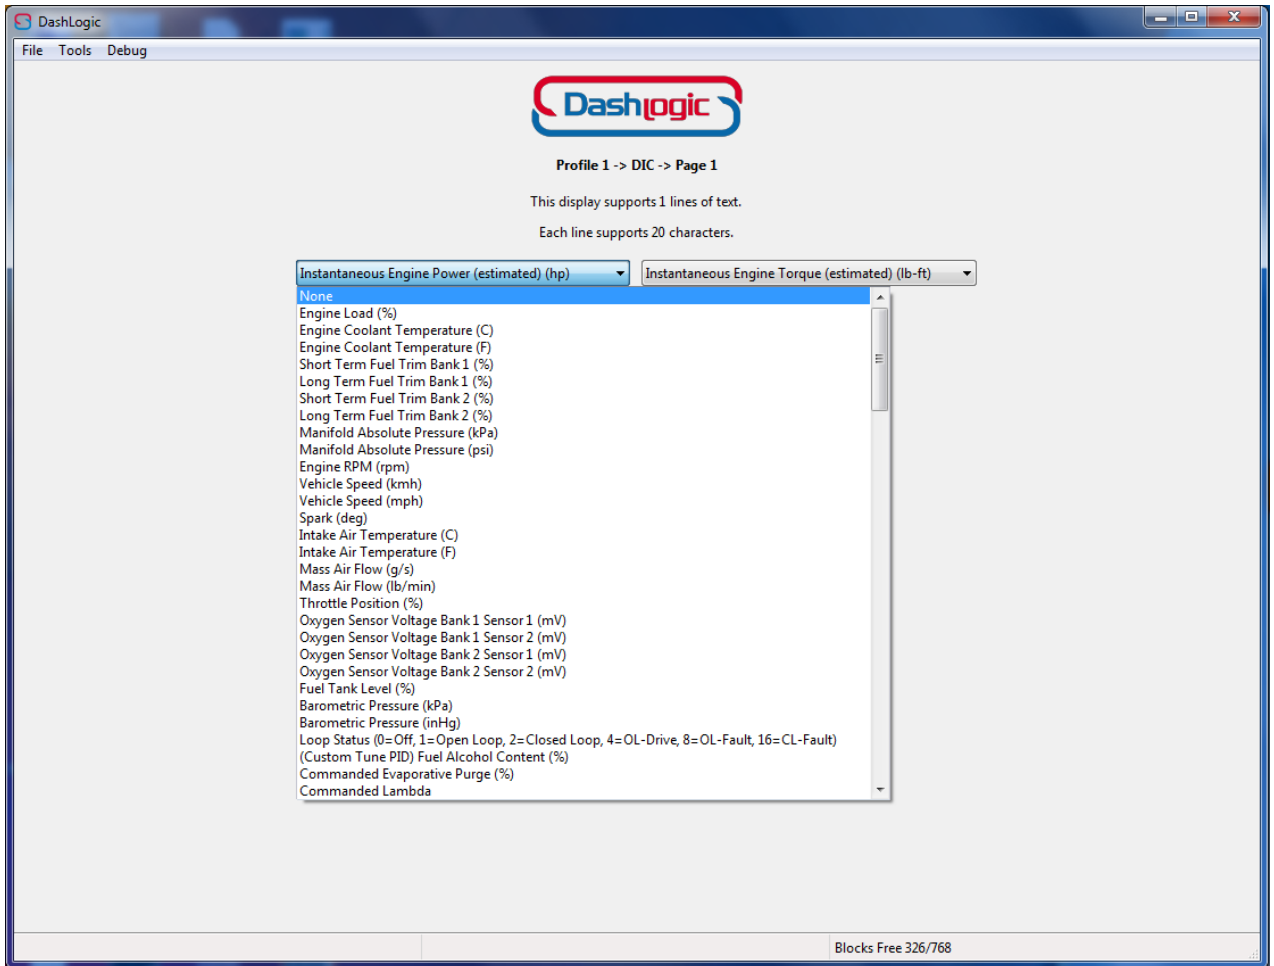 DashLogic
File Tools Debug
Dashlogic
Profile 1 -> DIC -> Page 1
This display supports 1 lines of text.
Each line supports 20 characters.
Instantaneous Engine Power (estimated) (hp) Instantaneous Engine Torque (estimated) (lb-ft)
None
Engine Load (%)
Engine Coolant Temperature (C)
Engine Coolant Temperature (F)
Short Term Fuel Trim Bank 1 (%)
Long Term Fuel Trim Bank 1 (%)
Short Term Fuel Trim Bank 2 (%)
Long Term Fuel Trim Bank 2 (%)
Manifold Absolute Pressure (kPa)
Manifold Absolute Pressure (psi)
Engine RPM (rpm)
Vehicle Speed (kmh)
Vehicle Speed (mph)
Spark (deg)
Intake Air Temperature (C)
Intake Air Temperature (F)
Mass Air Flow (g/s)
Mass Air Flow (lb/min)
Throttle Position (%)
Oxygen Sensor Voltage Bank 1 Sensor 1 (mV)
Oxygen Sensor Voltage Bank 1 Sensor 2 (mV)
Oxygen Sensor Voltage Bank 2 Sensor 1 (mV)
Oxygen Sensor Voltage Bank 2 Sensor 2 (mV)
Fuel Tank Level (%)
Barometric Pressure (kPa)
Barometric Pressure (inHg)
Loop Status (0=Off, 1=Open Loop, 2=Closed Loop, 4=OL-Drive, 8=OL-Fault, 16=CL-Fault)
(Custom Tune PID) Fuel Alcohol Content (%)
Commanded Evaporative Purge (%)
Commanded Lambda
Blocks Free 326/768